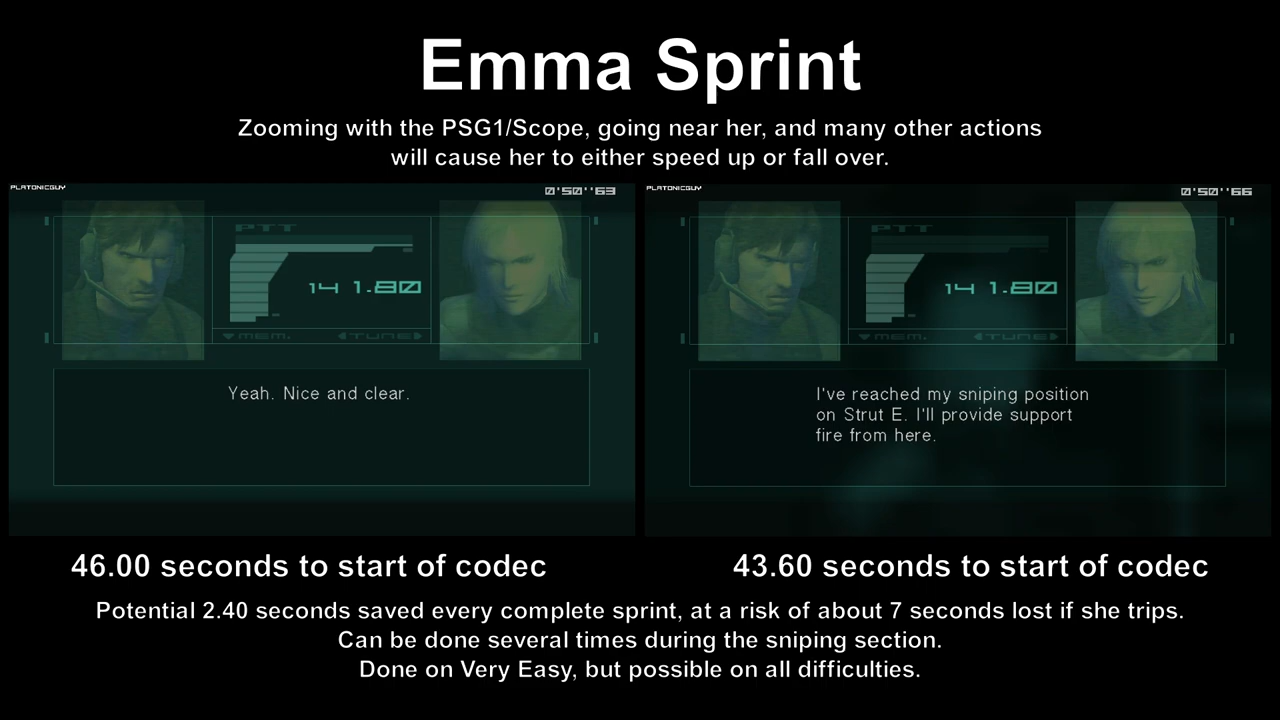 Emma Sprint
Zooming with the PSG1/Scope, going near her, and many other actions
will cause her to either speed up or fall over.
PLATONICGUY
0'50''63
PTT
141.80
MEM.
TUNE
Yeah. Nice and clear.
PLATONICGUY
0'50''66
PTT
141.80
MEM.
TUNE
I've reached my sniping position
on Strut E. I'll provide support
fire from here.
46.00 seconds to start of codec
43.60 seconds to start of codec
Potential 2.40 seconds saved every complete sprint, at a risk of about 7 seconds lost if she trips.
Can be done several times during the sniping section.
Done on Very Easy, but possible on all difficulties.